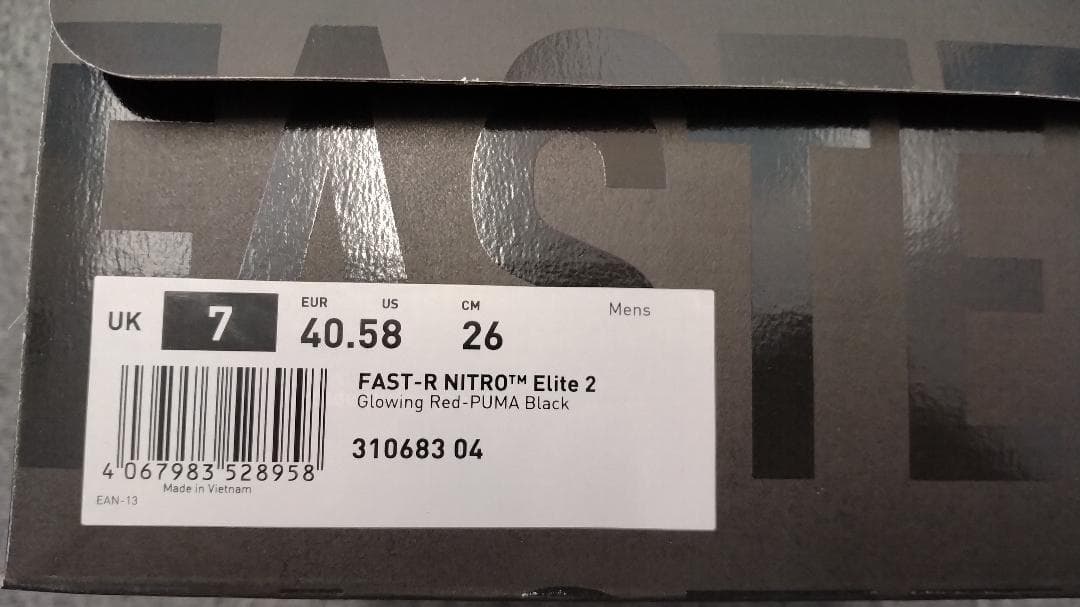 FASTE
UK 7 EUR US CM Mens
40.58 26
FAST-R NITRO™ Elite 2
Glowing Red-PUMA Black
310683 04
4 067983 528958
Made in Vietnam
EAN-13